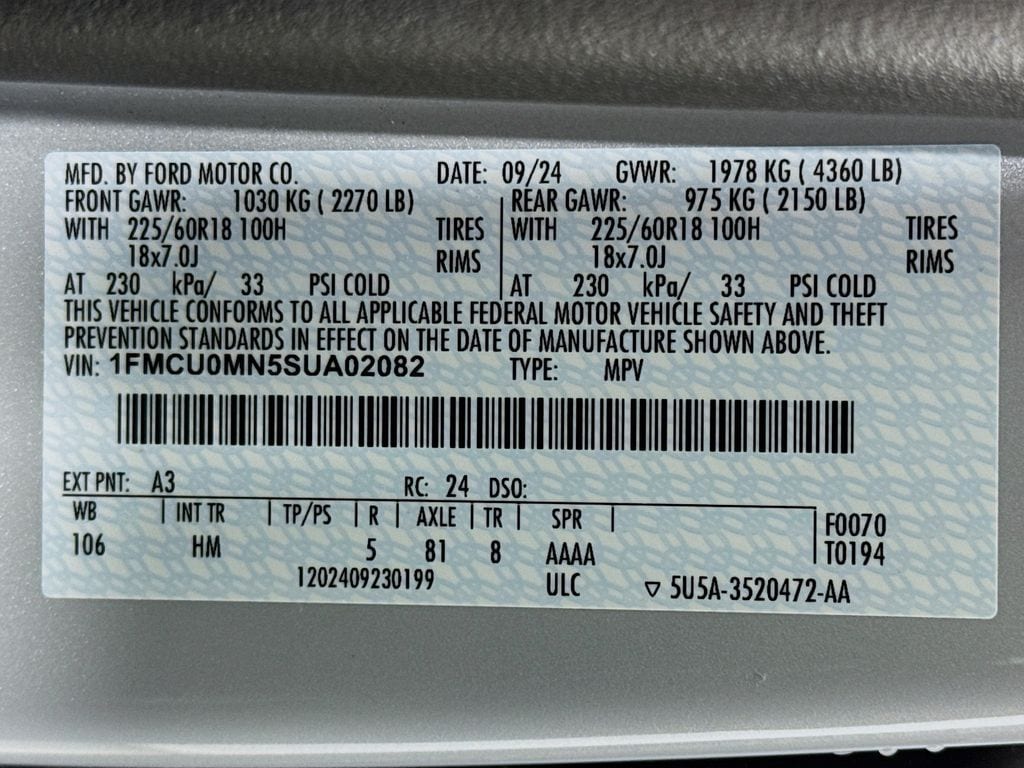 MFD. BY FORD MOTOR CO. DATE: 09/24 GVWR: 1978 KG ( 4360 LB)
FRONT GAWR: 1030 KG ( 2270 LB) REAR GAWR: 975 KG ( 2150 LB)
WITH 225/60R18 100H TIRES WITH 225/60R18 100H TIRES
18x7.0J RIMS 18x7.0J RIMS
AT 230 kPa/ 33 PSI COLD AT 230 kPa/ 33 PSI COLD
THIS VEHICLE CONFORMS TO ALL APPLICABLE FEDERAL MOTOR VEHICLE SAFETY AND THEFT
PREVENTION STANDARDS IN EFFECT ON THE DATE OF MANUFACTURE SHOWN ABOVE.
VIN: 1FMCU0MN5SUA02082 TYPE: MPV
EXT PNT: A3 RC: 24 DSO:
WB INT TR TP/PS R AXLE TR SPR F0070
106 HM 5 81 8 AAAA T0194
1202409230199 ULC ▽ 5U5A-3520472-AA